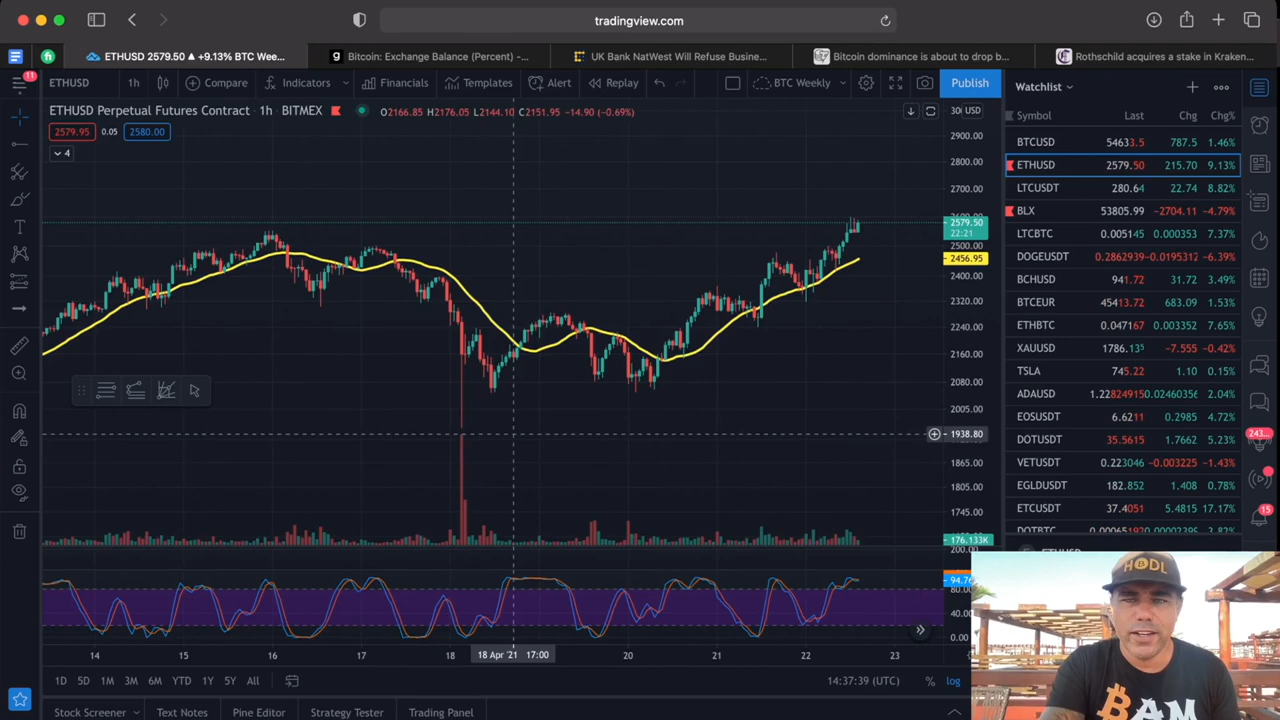 tradingview.com
ETHUSD 2579.50 ▲ +9.13% BTC Wee...
Bitcoin: Exchange Balance (Percent) -...
UK Bank NatWest Will Refuse Busine...
Bitcoin dominance is about to drop b...
Rothschild acquires a stake in Kraken...
11
ETHUSD 1h Compare Indicators Financials Templates Alert Replay BTC Weekly Publish
Watchlist
ETHUSD Perpetual Futures Contract · 1h · BITMEX O2166.85 H2176.05 L2144.10 C2151.95 −14.90 (−0.69%)
USD
2579.95 0.05 2580.00
4
2900.00
2800.00
2700.00
2579.50
22:21
2500.00
2456.95
2400.00
2320.00
2240.00
2160.00
2080.00
2005.00
1938.80
1865.00
1805.00
1745.00
176.133K
200.00
94.76
80.00
40.00
0.00
14 15 16 17 18 18 Apr '21 17:00 20 21 22 23
1D 5D 1M 3M 6M YTD 1Y 5Y All 14:37:39 (UTC) % log
Stock Screener Text Notes Pine Editor Strategy Tester Trading Panel
Symbol Last Chg Chg%
BTCUSD 54633.5 787.5 1.46%
ETHUSD 2579.50 215.70 9.13%
LTCUSDT 280.64 22.74 8.82%
BLX 53805.99 −2704.11 −4.79%
LTCBTC 0.005145 0.000353 7.37%
DOGEUSDT 0.2862939 −0.0195312 −6.39%
BCHUSD 941.72 31.72 3.49%
BTCEUR 45413.72 683.09 1.53%
ETHBTC 0.047167 0.003352 7.65%
XAUUSD 1786.135 −7.555 −0.42%
TSLA 745.22 1.10 0.15%
ADAUSD 1.22824915 0.02460356 2.04%
EOSUSDT 6.6211 0.2985 4.72%
DOTUSDT 35.5615 1.7662 5.23%
VETUSDT 0.223046 −0.003225 −1.43%
EGLDUSDT 182.852 1.408 0.78%
ETCUSDT 37.4051 5.4815 17.17%
DOTBTC
243...
15
HODL